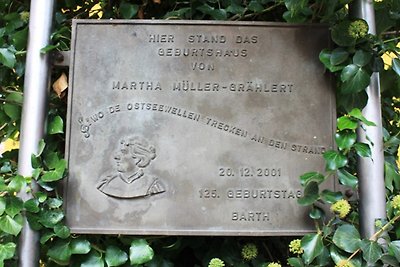 HIER STAND DAS
GEBURTSHAUS
VON
MARTHA MÜLLER-GRÄHLERT
WO DE OSTSEEWELLEN TRECKEN AN DEN STRAND
20.12.2001
125. GEBURTSTAG
BARTH